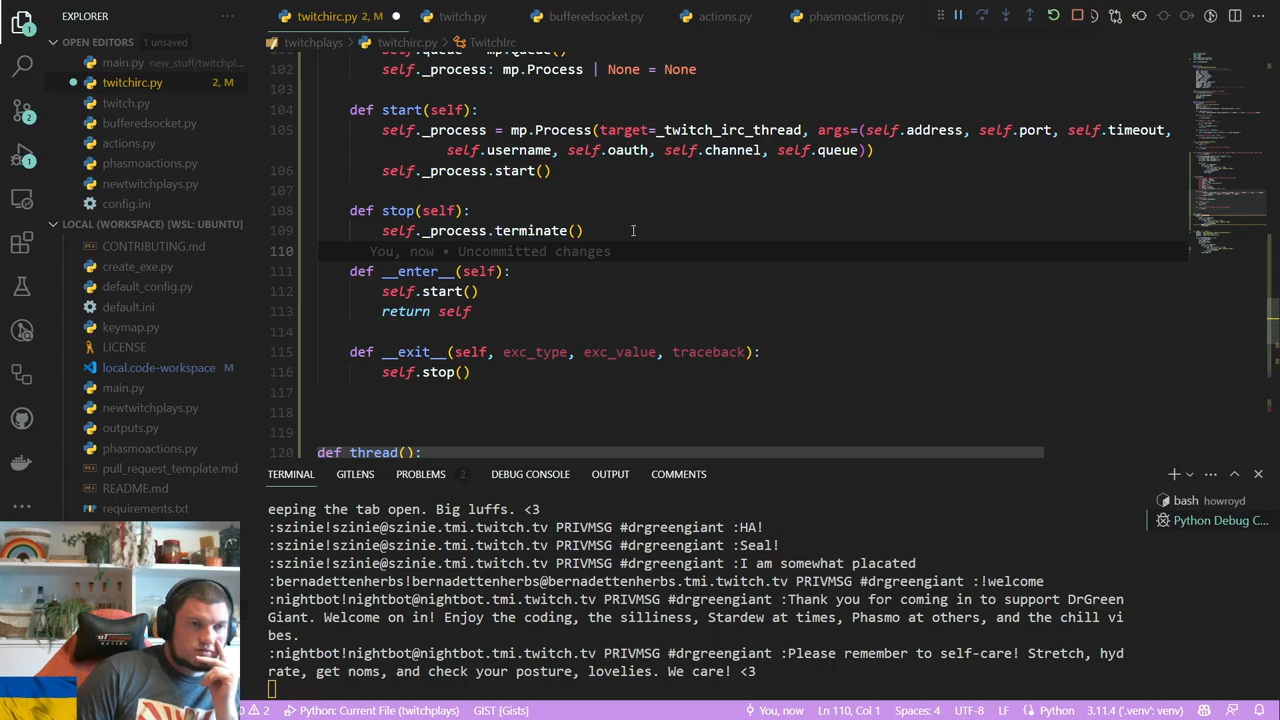 EXPLORER
twitchirc.py 2, M
twitch.py
bufferedsocket.py
actions.py
phasmoactions.py
OPEN EDITORS 1 unsaved
main.py new_stuff/twitchpl...
twitchirc.py 2, M
twitch.py
bufferedsocket.py
actions.py
phasmoactions.py
newtwitchplays.py
config.ini
LOCAL (WORKSPACE) [WSL: UBUNTU]
CONTRIBUTING.md
create_exe.py
default_config.py
default.ini
keymap.py
LICENSE
local.code-workspace M
main.py
newtwitchplays.py
outputs.py
phasmoactions.py
pull_request_template.md
README.md
requirements.txt
twitchplays > twitchirc.py > TwitchIrc
101 self.queue = mp.Queue()
102 self._process: mp.Process | None = None
103
104 def start(self):
105 self._process = mp.Process(target=_twitch_irc_thread, args=(self.address, self.port, self.timeout,
self.username, self.oauth, self.channel, self.queue))
106 self._process.start()
107
108 def stop(self):
109 self._process.terminate()
110 You, now • Uncommitted changes
111 def __enter__(self):
112 self.start()
113 return self
114
115 def __exit__(self, exc_type, exc_value, traceback):
116 self.stop()
117
118
119
120 def thread():
TERMINAL GITLENS PROBLEMS 2 DEBUG CONSOLE OUTPUT COMMENTS
bash howroyd
Python Debug C...
eeping the tab open. Big luffs. <3
:szinie!szinie@szinie.tmi.twitch.tv PRIVMSG #drgreengiant :HA!
:szinie!szinie@szinie.tmi.twitch.tv PRIVMSG #drgreengiant :Seal!
:szinie!szinie@szinie.tmi.twitch.tv PRIVMSG #drgreengiant :I am somewhat placated
:bernadettenherbs!bernadettenherbs@bernadettenherbs.tmi.twitch.tv PRIVMSG #drgreengiant :!welcome
:nightbot!nightbot@nightbot.tmi.twitch.tv PRIVMSG #drgreengiant :Thank you for coming in to support DrGreen
Giant. Welcome on in! Enjoy the coding, the silliness, Stardew at times, Phasmo at others, and the chill vi
bes.
:nightbot!nightbot@nightbot.tmi.twitch.tv PRIVMSG #drgreengiant :Please remember to self-care! Stretch, hyd
rate, get noms, and check your posture, lovelies. We care! <3
2 Python: Current File (twitchplays) GIST [Gists] You, now Ln 110, Col 1 Spaces: 4 UTF-8 LF Python 3.11.4 ('.venv': venv)